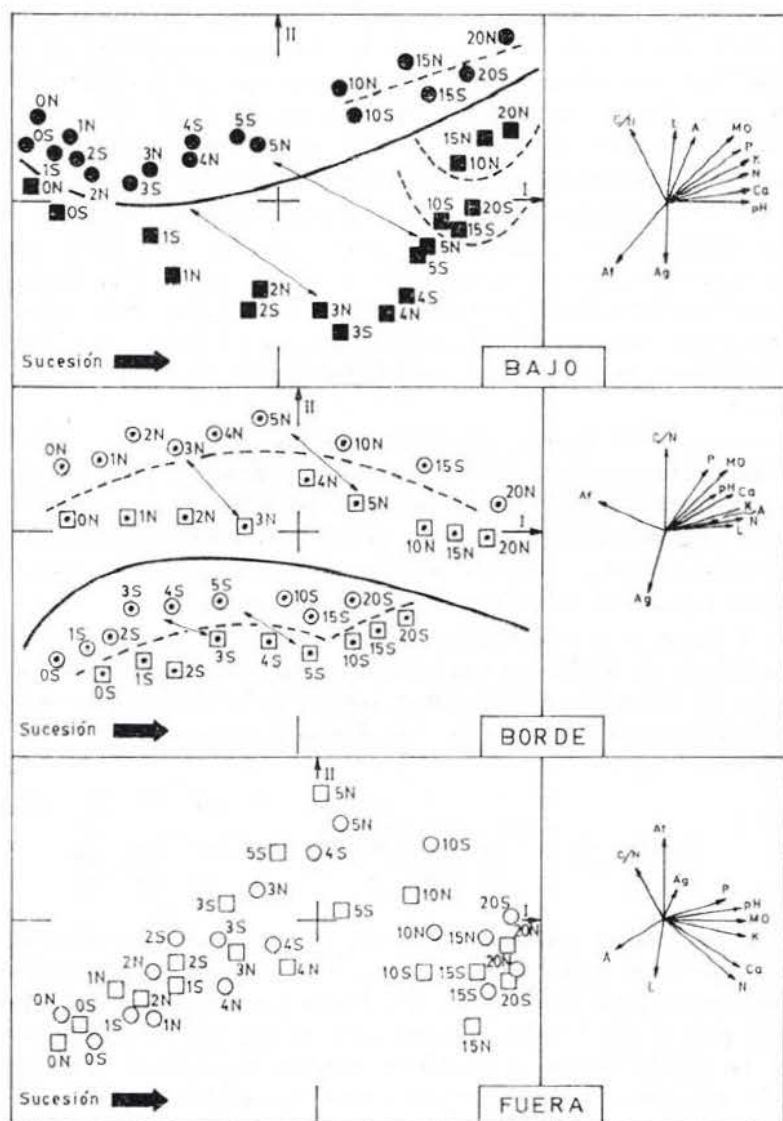 II
20N
15N
20S
10N
15S
10S
0N
1N
0S
1S
2S
2N
3N
3S
4S
4N
5S
5N
0N
0S
1S
1N
2N
2S
3N
3S
4N
4S
5N
5S
10S
15S
20S
10N
15N
20N
I
Sucesión
BAJO
C/N
L
A
MO
P
K
N
Ca
pH
Af
Ag
II
0N
1N
2N
3N
4N
5N
10N
15S
20N
0N
1N
2N
3N
4N
5N
10N
15N
20N
I
0S
1S
2S
3S
4S
5S
10S
15S
20S
0S
1S
2S
3S
4S
5S
10S
15S
20S
Sucesión
BORDE
C/N
P
MO
pH
Ca
K
A
N
L
Af
Ag
II
5N
5N
5S
4S
10S
3N
3S
10N
5S
20S
I
20N
2S
3S
4S
10N
15N
2N
2S
3N
4N
10S
15S
20N
1N
2N
1S
4N
15S
20S
0N
0S
1S
1N
15N
0N
0S
Sucesión
FUERA
Af
C/N
Ag
P
pH
MO
K
Ca
N
A
L